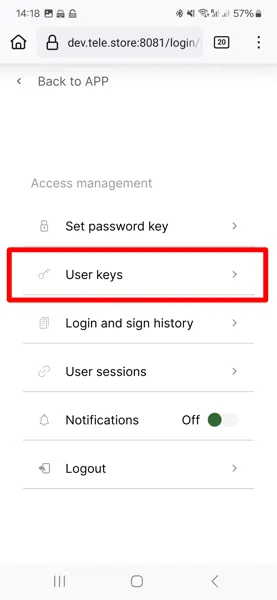 14:18 57%
dev.tele.store:8081/login/ 20
Back to APP
Access management
Set password key
User keys
Login and sign history
User sessions
Notifications Off
Logout